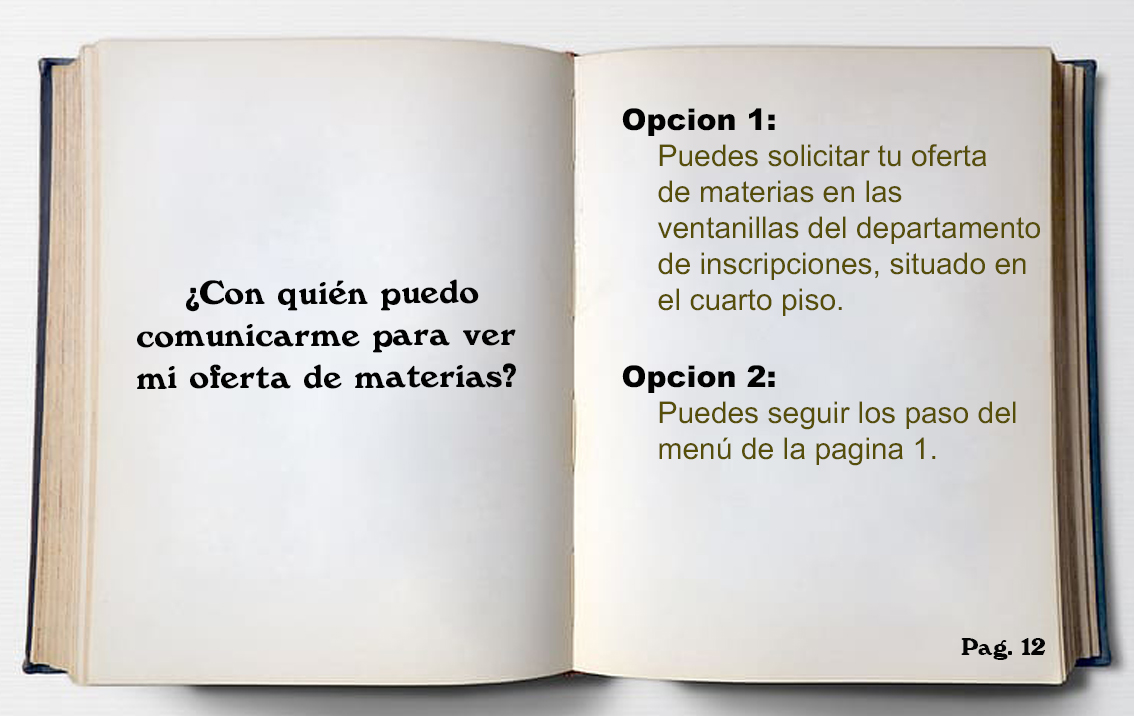 ¿Con quién puedo
comunicarme para ver
mi oferta de materias?
Opcion 1:
Puedes solicitar tu oferta
de materias en las
ventanillas del departamento
de inscripciones, situado en
el cuarto piso.
Opcion 2:
Puedes seguir los paso del
menú de la pagina 1.
Pag. 12